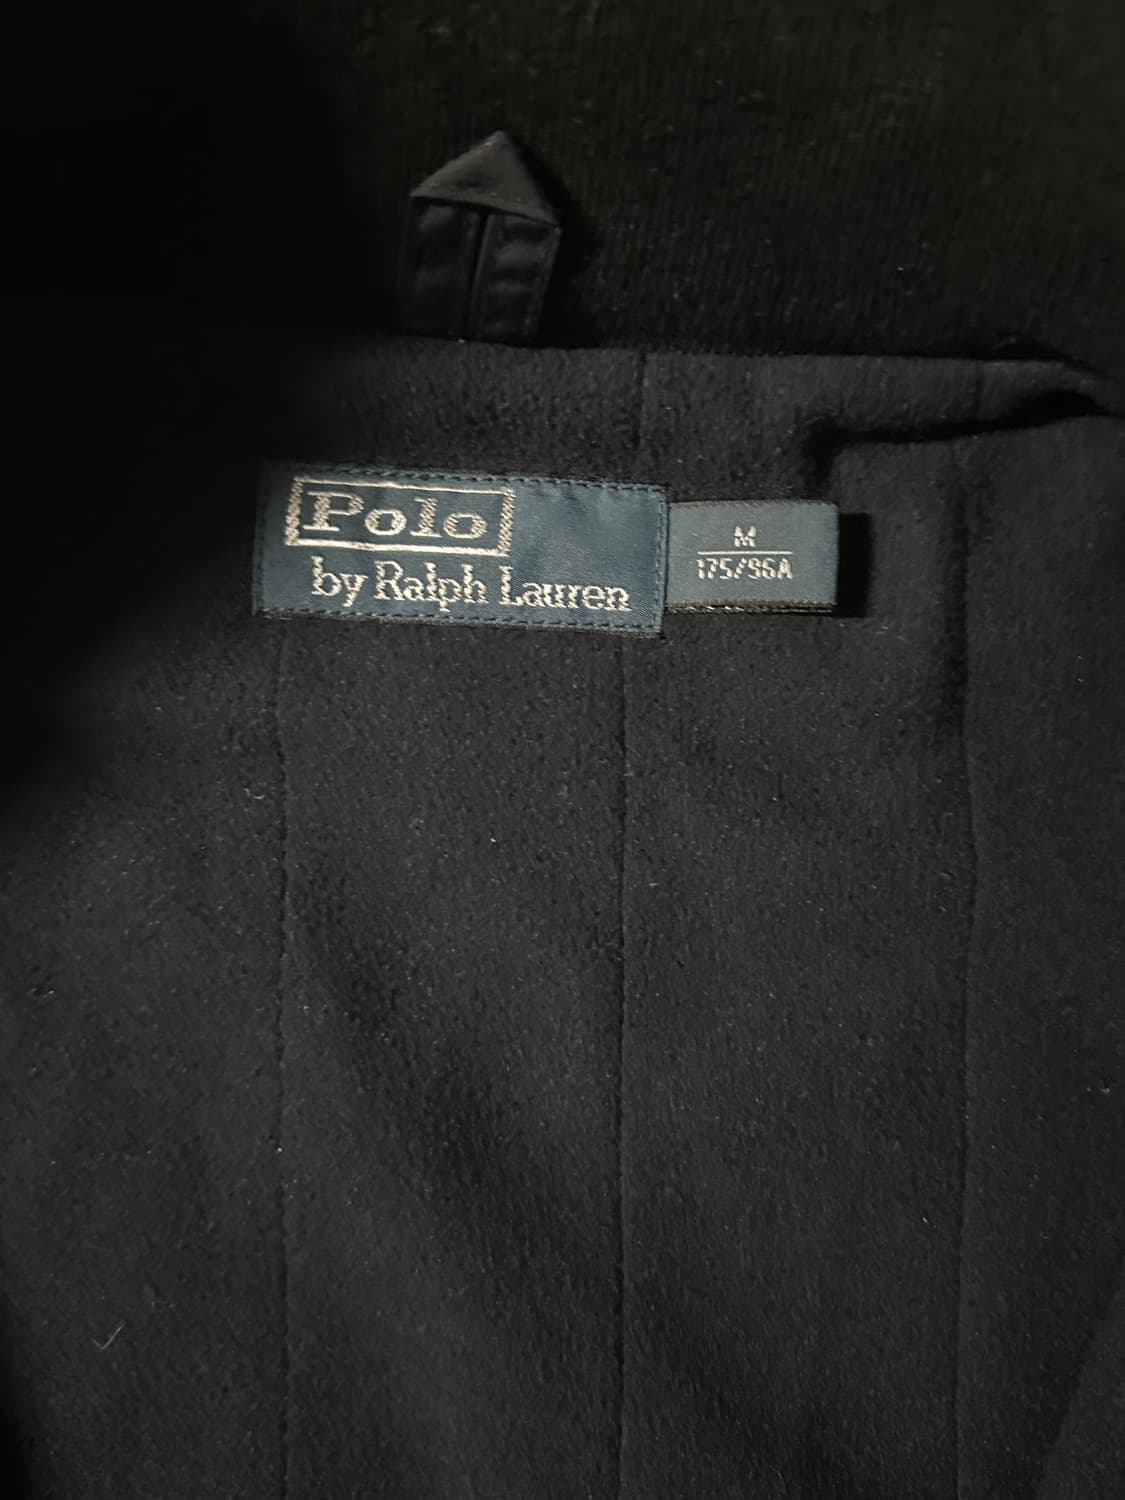 Polo
by Ralph Lauren
M
175/96A